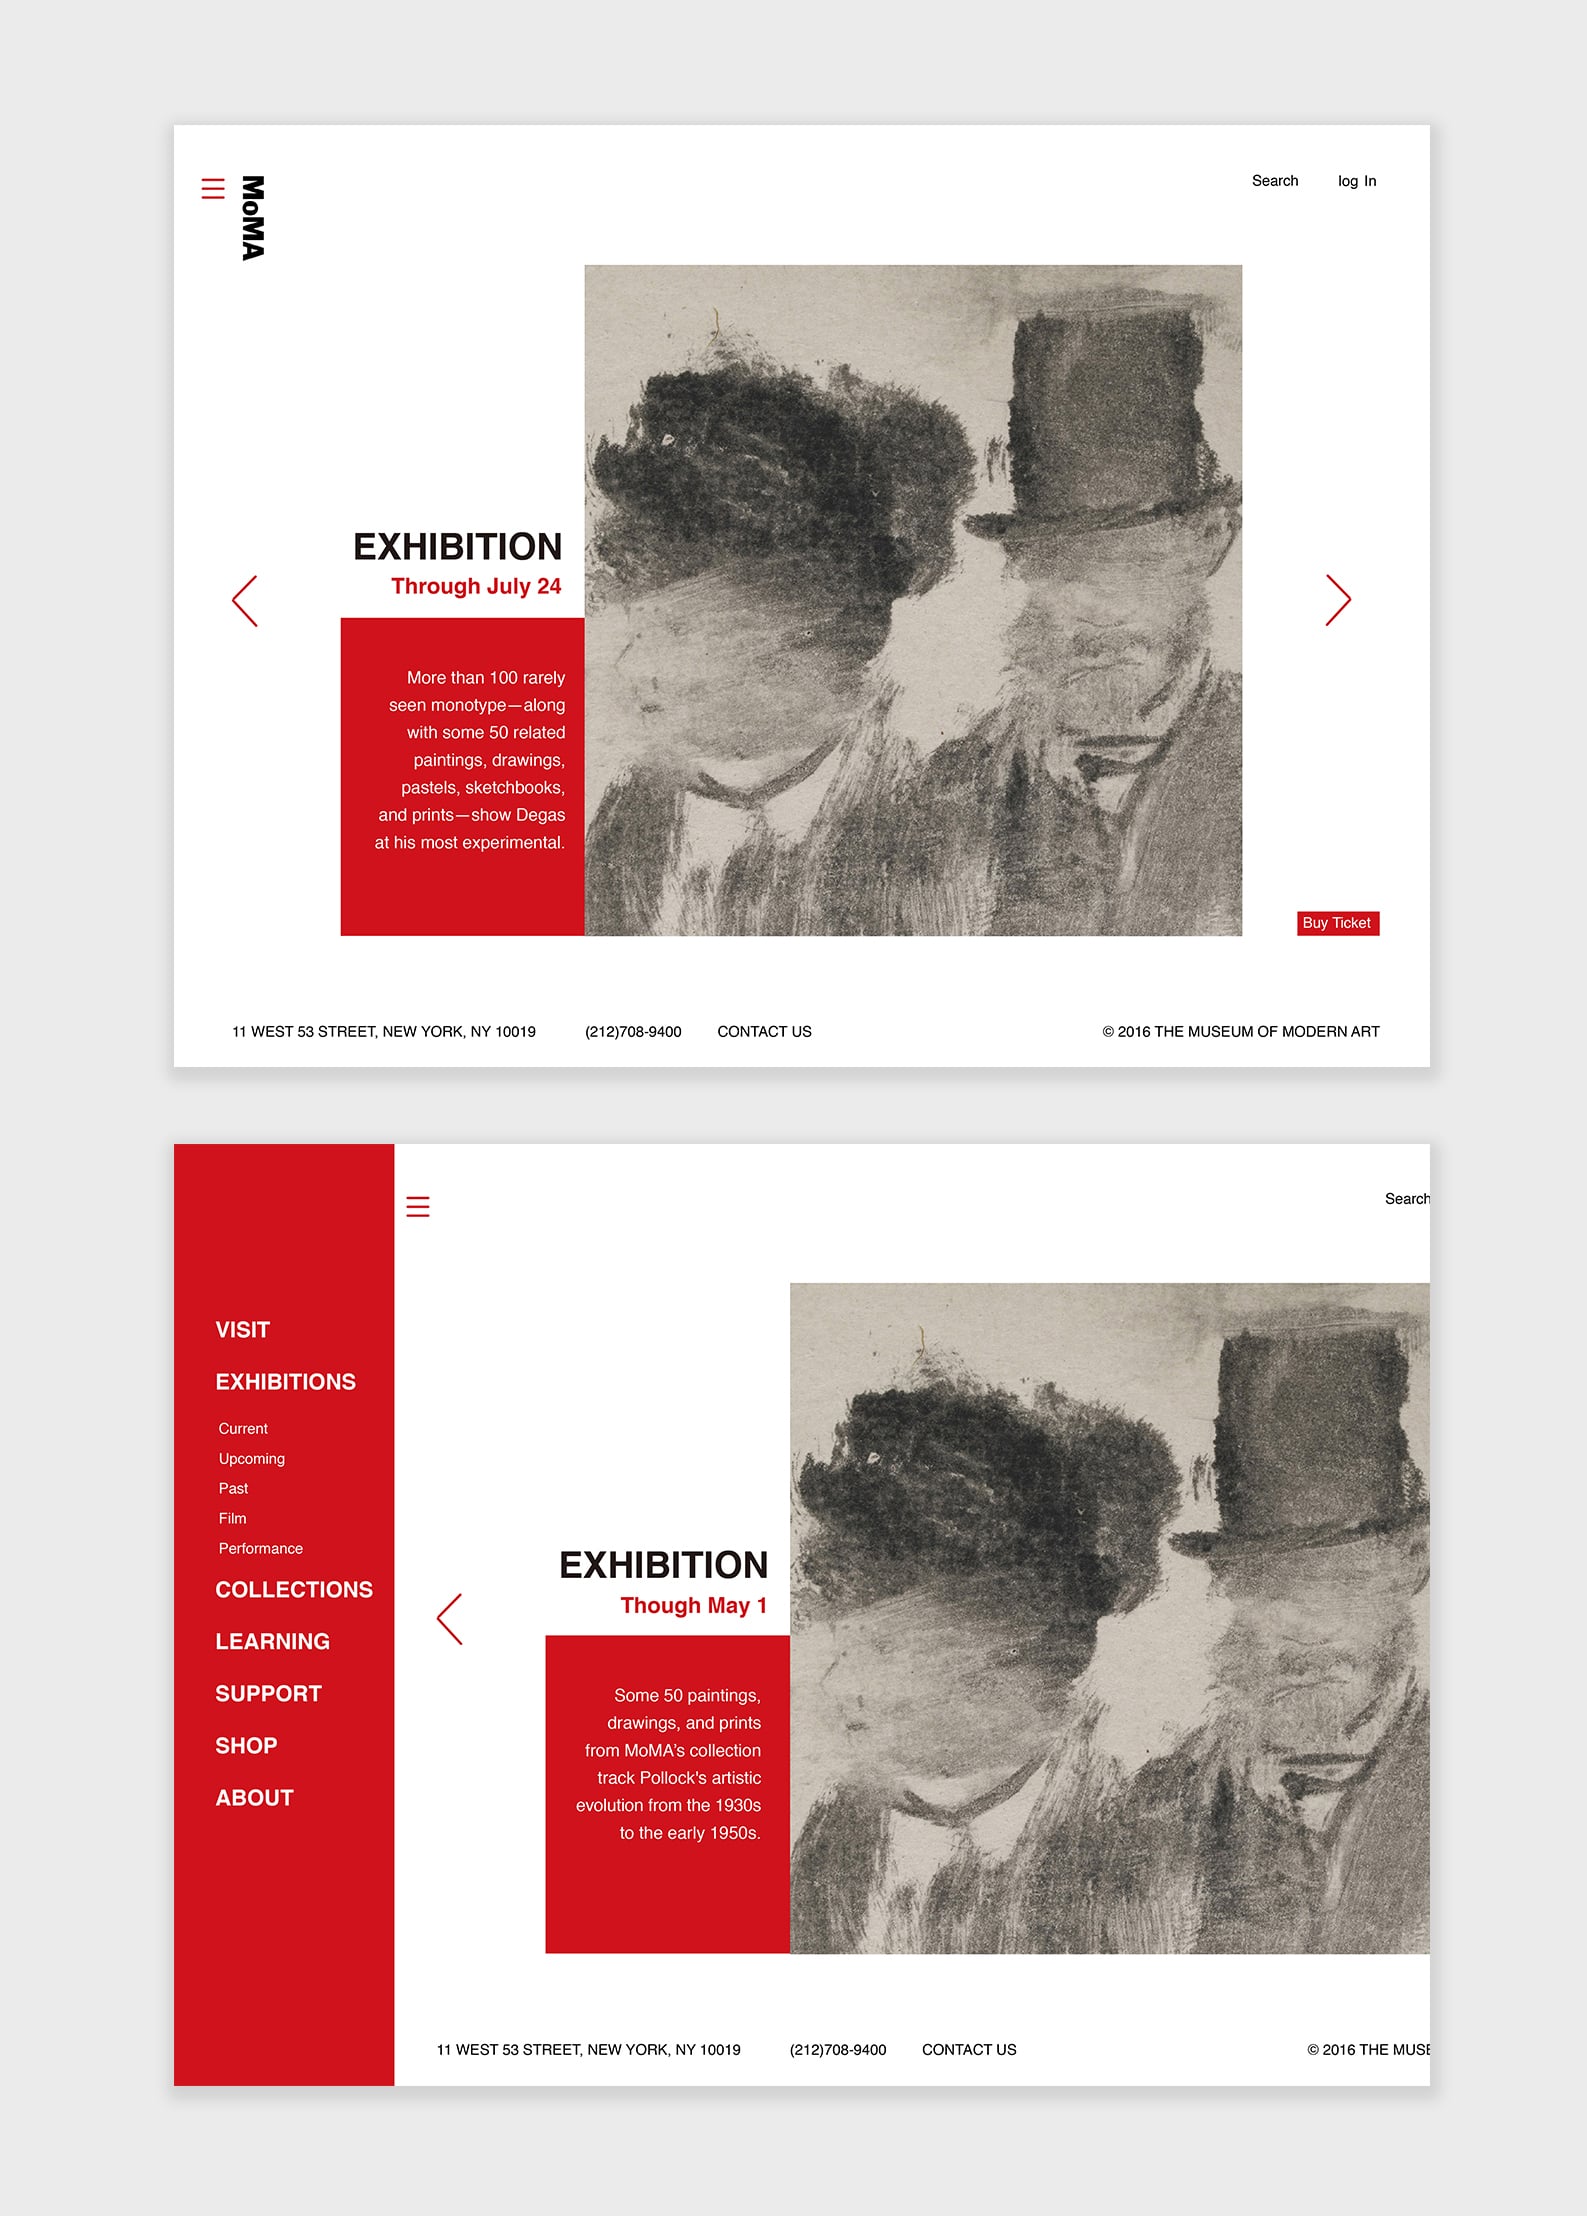 MoMA
Search
log In
EXHIBITION
Through July 24
More than 100 rarely
seen monotype—along
with some 50 related
paintings, drawings,
pastels, sketchbooks,
and prints—show Degas
at his most experimental.
Buy Ticket
11 WEST 53 STREET, NEW YORK, NY 10019
(212)708-9400
CONTACT US
© 2016 THE MUSEUM OF MODERN ART
Search
VISIT
EXHIBITIONS
Current
Upcoming
Past
Film
Performance
COLLECTIONS
LEARNING
SUPPORT
SHOP
ABOUT
EXHIBITION
Though May 1
Some 50 paintings,
drawings, and prints
from MoMA's collection
track Pollock's artistic
evolution from the 1930s
to the early 1950s.
11 WEST 53 STREET, NEW YORK, NY 10019
(212)708-9400
CONTACT US
© 2016 THE MUSE